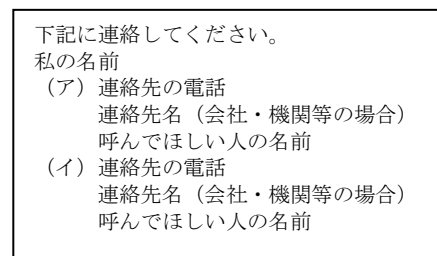 下記に連絡してください。
私の名前
（ア）連絡先の電話
連絡先名（会社・機関等の場合）
呼んでほしい人の名前
（イ）連絡先の電話
連絡先名（会社・機関等の場合）
呼んでほしい人の名前